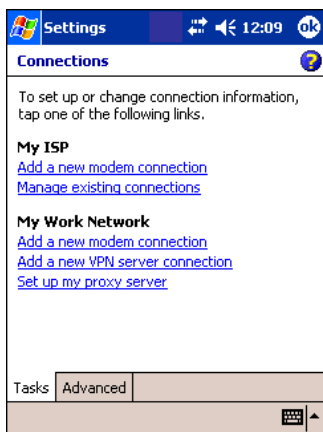 Settings 12:09 ok
Connections ?
To set up or change connection information,
tap one of the following links.
My ISP
Add a new modem connection
Manage existing connections
My Work Network
Add a new modem connection
Add a new VPN server connection
Set up my proxy server
Tasks Advanced